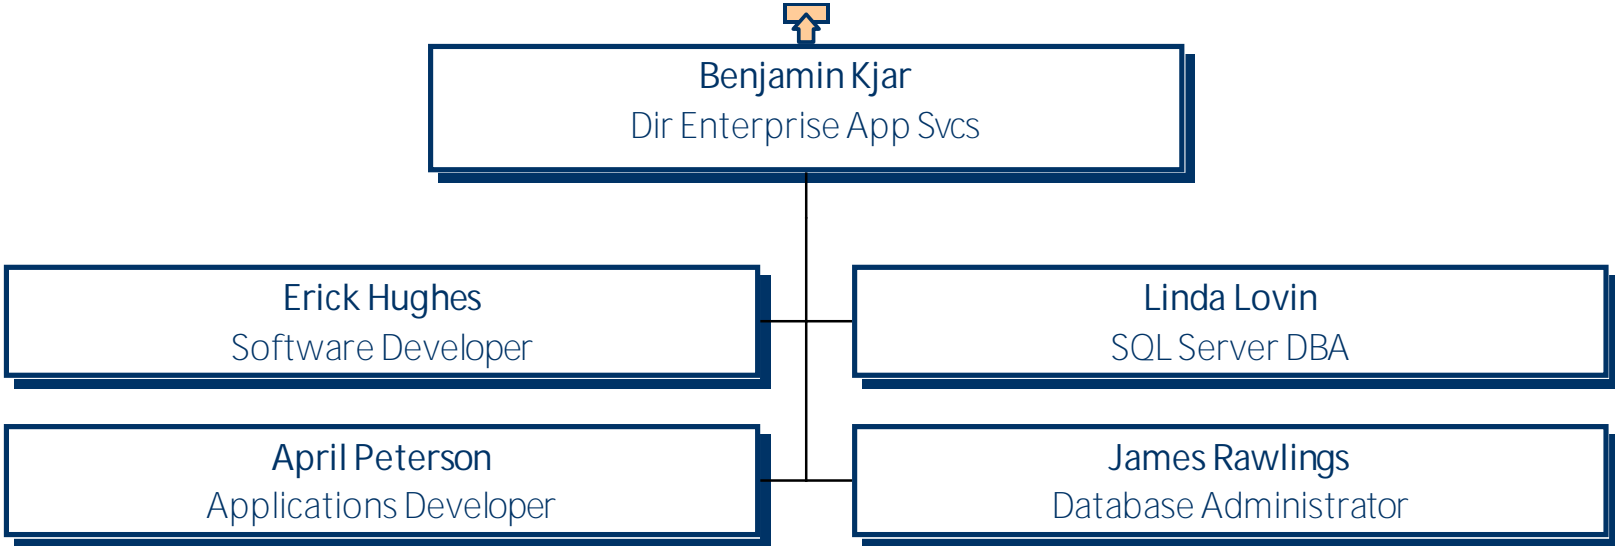 Benjamin Kjar
Dir Enterprise App Svcs
Erick Hughes
Software Developer
Linda Lovin
SQL Server DBA
April Peterson
Applications Developer
James Rawlings
Database Administrator